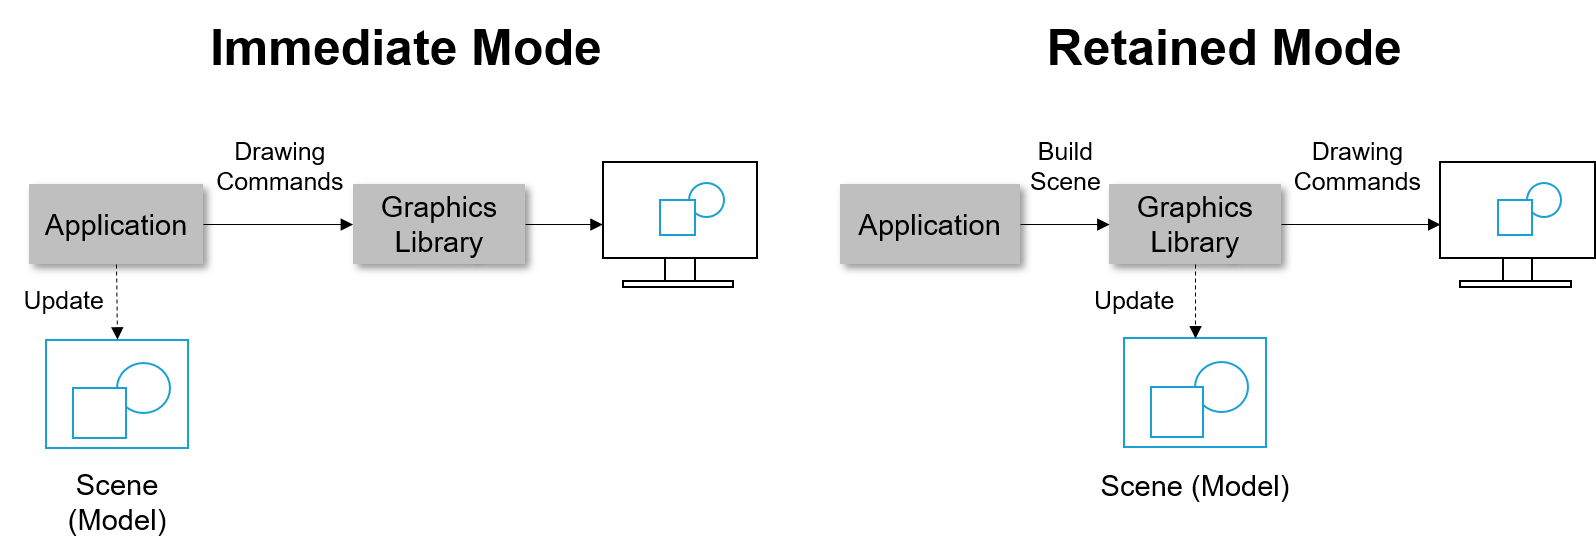 Immediate Mode
Drawing
Commands
Application
Graphics
Library
Update
Scene
(Model)
Retained Mode
Build
Scene
Drawing
Commands
Application
Graphics
Library
Update
Scene (Model)